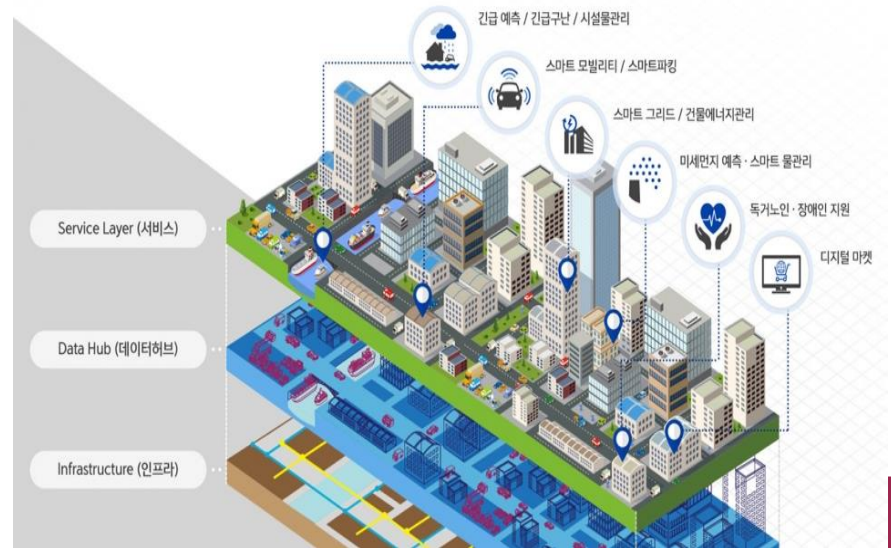 긴급 예측 / 긴급구난 / 시설물관리
스마트 모빌리티 / 스마트파킹
스마트 그리드 / 건물에너지관리
미세먼지 예측 · 스마트 물관리
독거노인 · 장애인 지원
디지털 마켓
Service Layer (서비스)
Data Hub (데이터허브)
Infrastructure (인프라)